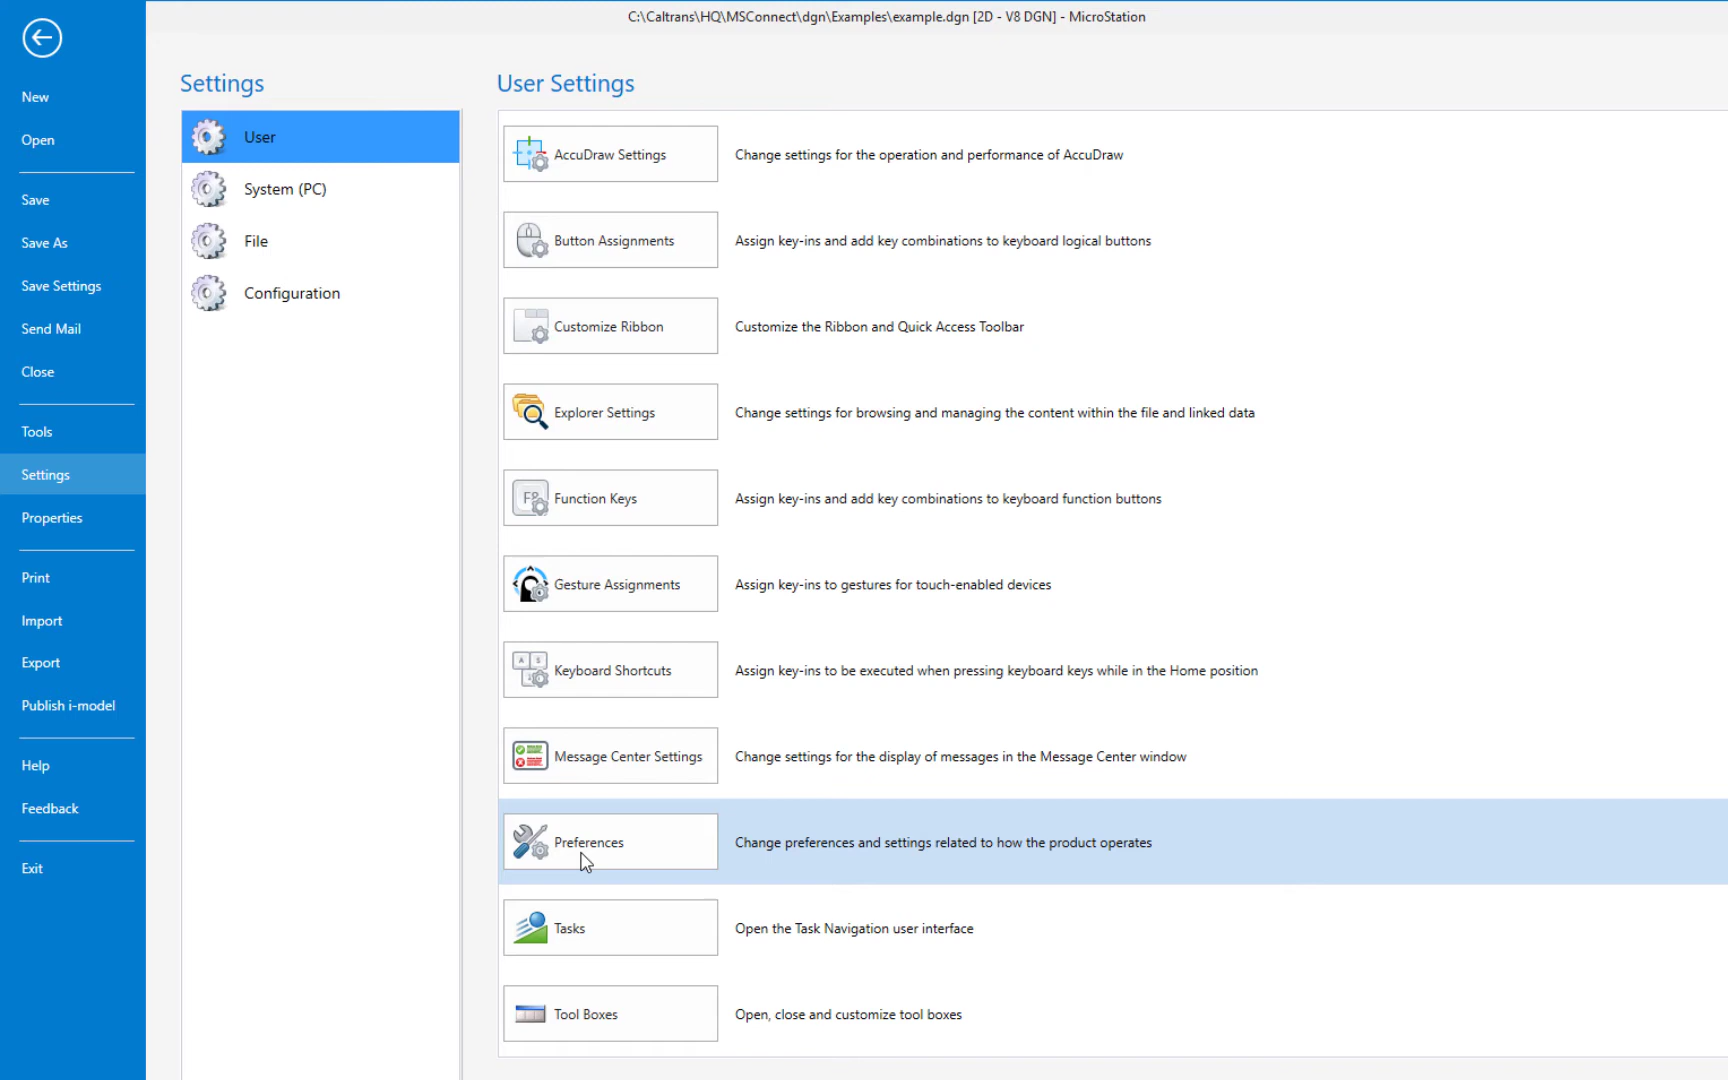 C:\Caltrans\HQ\MSConnect\dgn\Examples\example.dgn [2D - V8 DGN] - MicroStation
New
Open
Save
Save As
Save Settings
Send Mail
Close
Tools
Settings
Properties
Print
Import
Export
Publish i-model
Help
Feedback
Exit
Settings
User
System (PC)
File
Configuration
User Settings
AccuDraw Settings Change settings for the operation and performance of AccuDraw
Button Assignments Assign key-ins and add key combinations to keyboard logical buttons
Customize Ribbon Customize the Ribbon and Quick Access Toolbar
Explorer Settings Change settings for browsing and managing the content within the file and linked data
F8 Function Keys Assign key-ins and add key combinations to keyboard function buttons
Gesture Assignments Assign key-ins to gestures for touch-enabled devices
A S Keyboard Shortcuts Assign key-ins to be executed when pressing keyboard keys while in the Home position
Message Center Settings Change settings for the display of messages in the Message Center window
Preferences Change preferences and settings related to how the product operates
Tasks Open the Task Navigation user interface
Tool Boxes Open, close and customize tool boxes